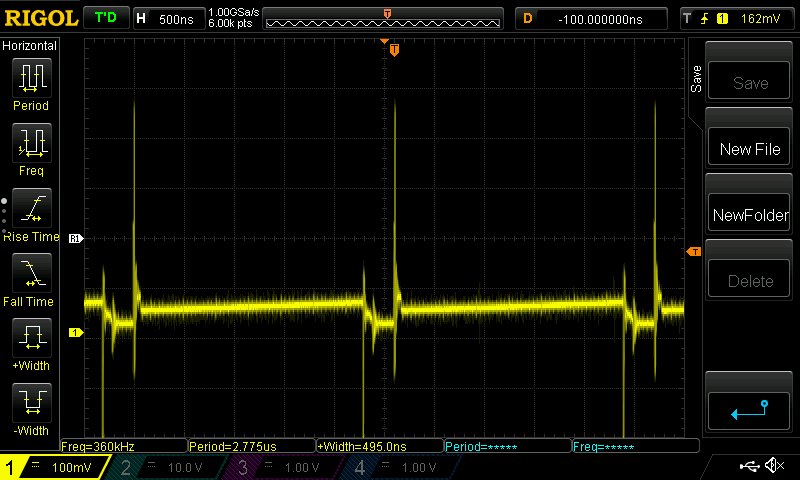 RIGOL T'D H 500ns 1.00GSa/s 6.00k pts T D -100.000000ns T 1 162mV
Horizontal
Period
Freq
Rise Time
Fall Time
+Width
-Width
T
R1
T
1
Save
Save
New File
NewFolder
Delete
Freq=360kHz Period=2.775us +Width=495.0ns Period=***** Freq=*****
1 100mV 2 10.0 V 3 1.00 V 4 1.00 V